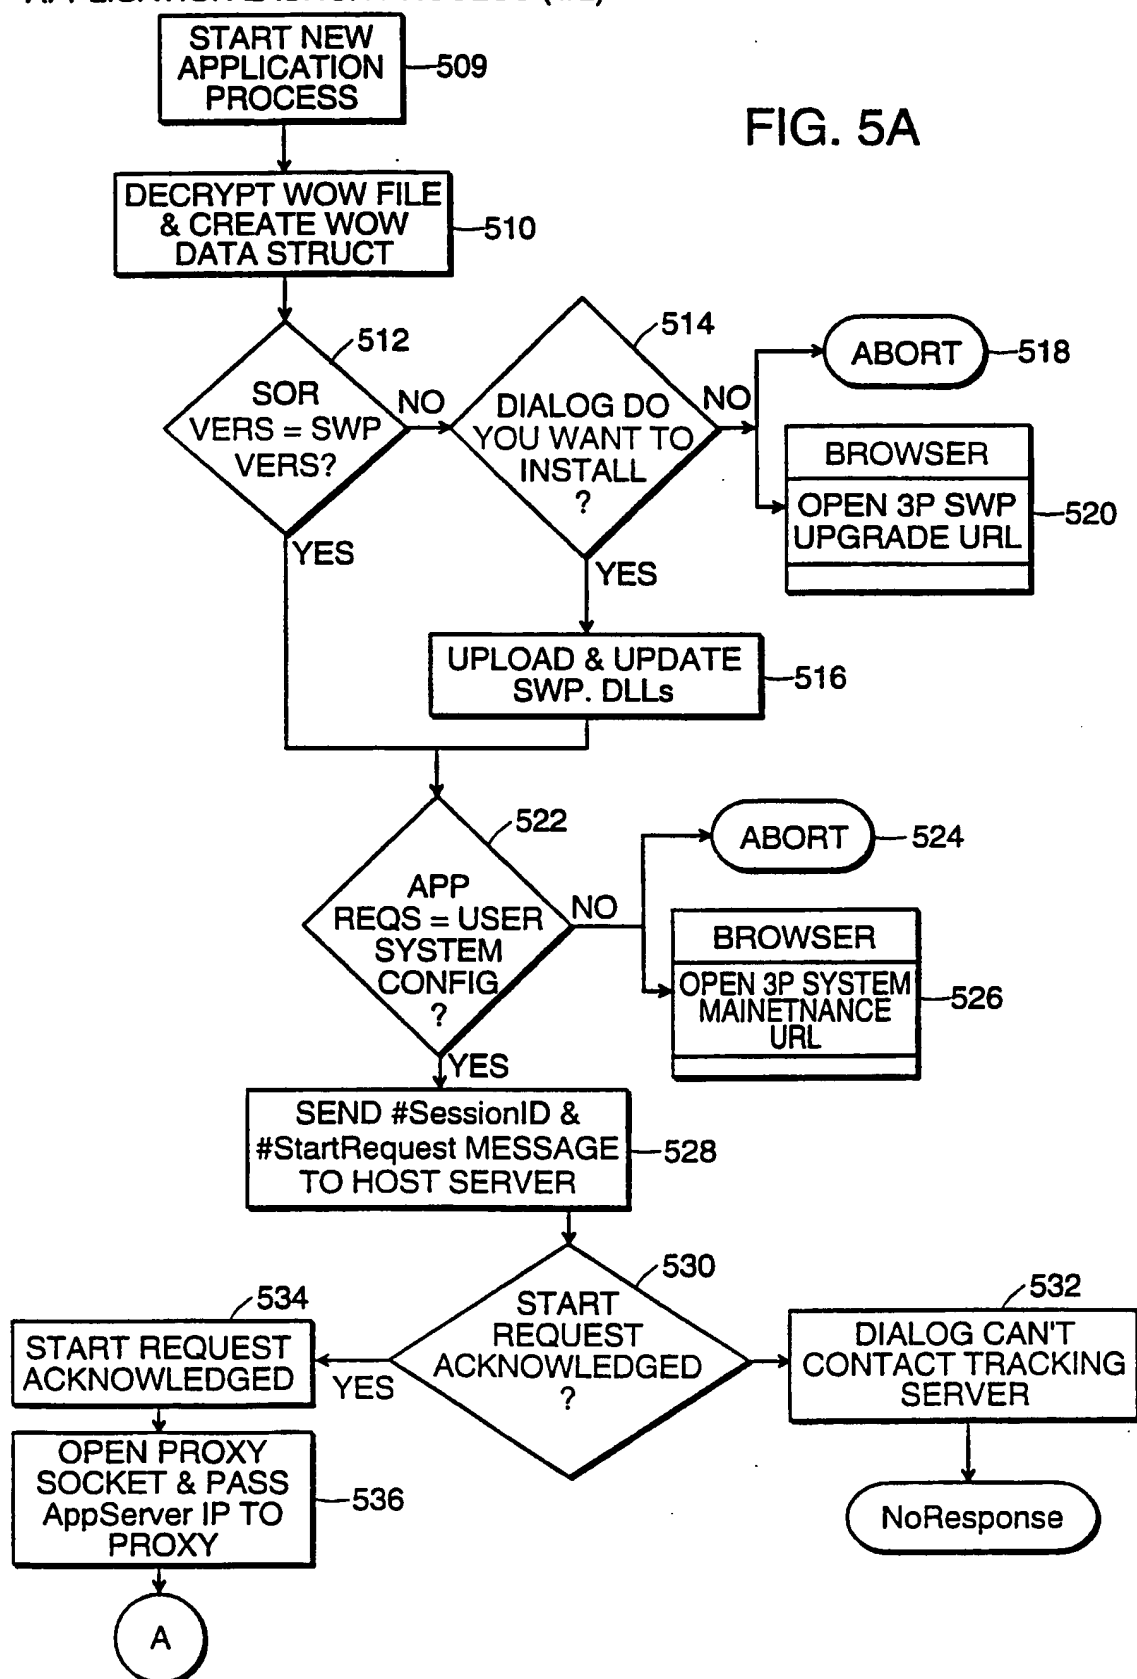 START NEW
APPLICATION
PROCESS
509
FIG. 5A
DECRYPT WOW FILE
& CREATE WOW
DATA STRUCT
510
512
SOR
VERS = SWP
VERS?
NO
YES
514
DIALOG DO
YOU WANT TO
INSTALL
?
NO
YES
ABORT
518
BROWSER
OPEN 3P SWP
UPGRADE URL
520
UPLOAD & UPDATE
SWP. DLLs
516
522
APP
REQS = USER
SYSTEM
CONFIG
?
NO
YES
ABORT
524
BROWSER
OPEN 3P SYSTEM
MAINETNANCE
URL
526
SEND #SessionID &
#StartRequest MESSAGE
TO HOST SERVER
528
530
START
REQUEST
ACKNOWLEDGED
?
YES
534
START REQUEST
ACKNOWLEDGED
532
DIALOG CAN'T
CONTACT TRACKING
SERVER
OPEN PROXY
SOCKET & PASS
AppServer IP TO
PROXY
536
NoResponse
A